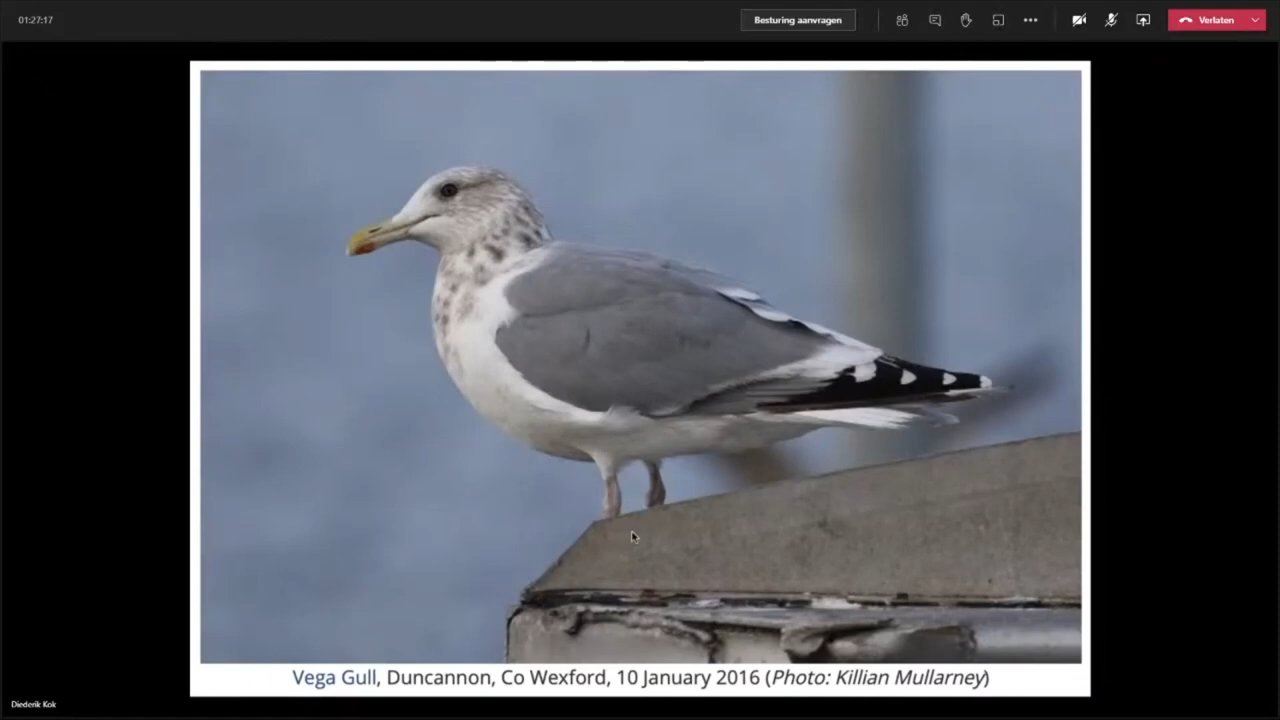 01:27:17
Besturing aanvragen
Verlaten
Vega Gull, Duncannon, Co Wexford, 10 January 2016 (Photo: Killian Mullarney)
Diederik Kok